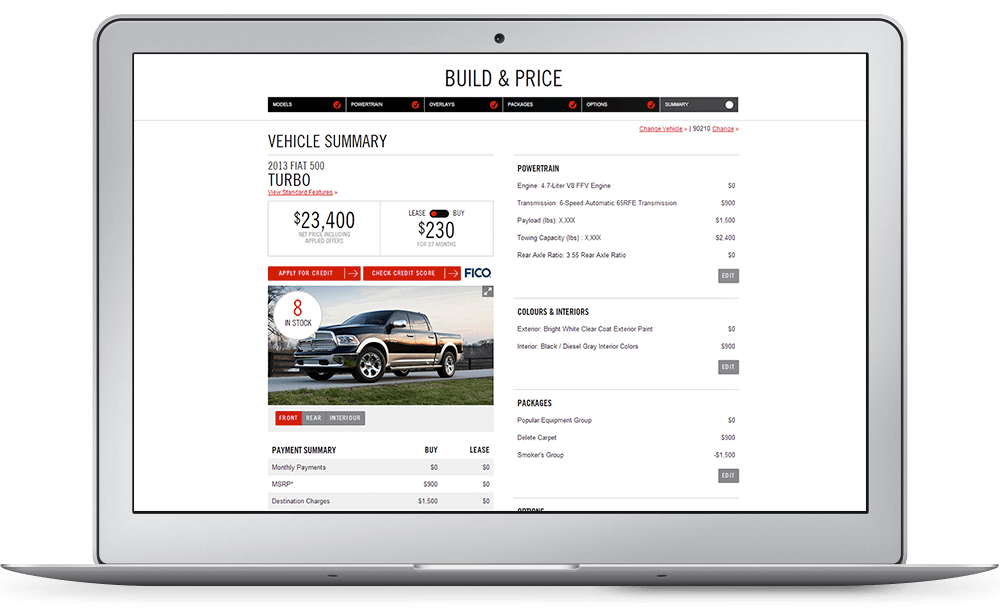 BUILD & PRICE
MODELS POWERTRAIN OVERLAYS PACKAGES OPTIONS SUMMARY
Change Vehicle » | 90210 Change »
VEHICLE SUMMARY
2013 FIAT 500
TURBO
View Standard Features »
$23,400
NET PRICE INCLUDING
APPLIED OFFERS
LEASE BUY
$230
FOR 27 MONTHS
APPLY FOR CREDIT CHECK CREDIT SCORE FICO
8
IN STOCK
FRONT REAR INTERIOUR
PAYMENT SUMMARY BUY LEASE
Monthly Payments $0 $0
MSRP* $900 $0
Destination Charges $1,500 $0
POWERTRAIN
Engine: 4.7-Liter V8 FFV Engine $0
Transmission: 6-Speed Automatic 65RFE Transmission $900
Payload (lbs): X,XXX $1,500
Towing Capacity (lbs) : X,XXX $2,400
Rear Axle Ratio: 3.55 Rear Axle Ratio $0
EDIT
COLOURS & INTERIORS
Exterior: Bright White Clear Coat Exterior Paint $0
Interior: Black / Diesel Gray Interior Colors $900
EDIT
PACKAGES
Popular Equipment Group $0
Delete Carpet $900
Smoker's Group -$1,500
EDIT
OPTIONS